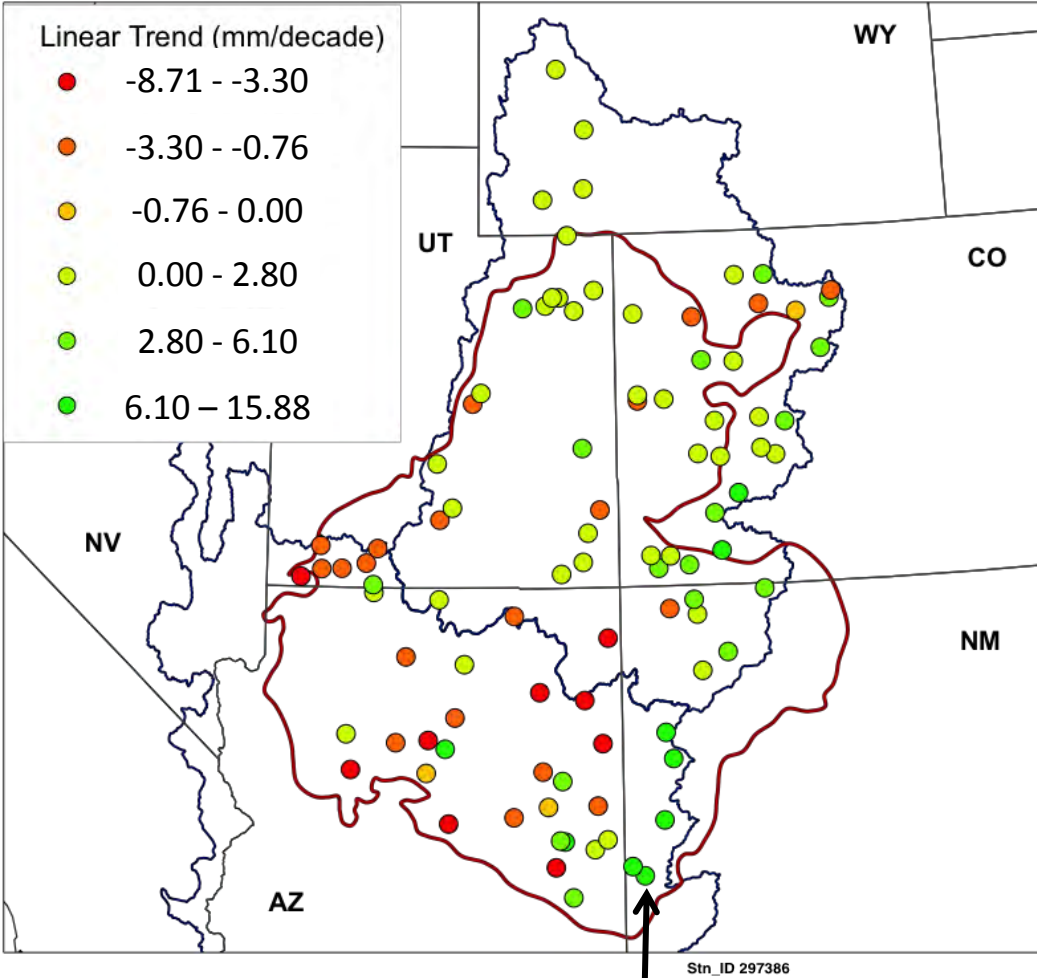 Linear Trend (mm/decade)
-8.71 - -3.30
-3.30 - -0.76
-0.76 - 0.00
0.00 - 2.80
2.80 - 6.10
6.10 – 15.88
WY
UT
CO
NV
NM
AZ
Stn_ID 297386